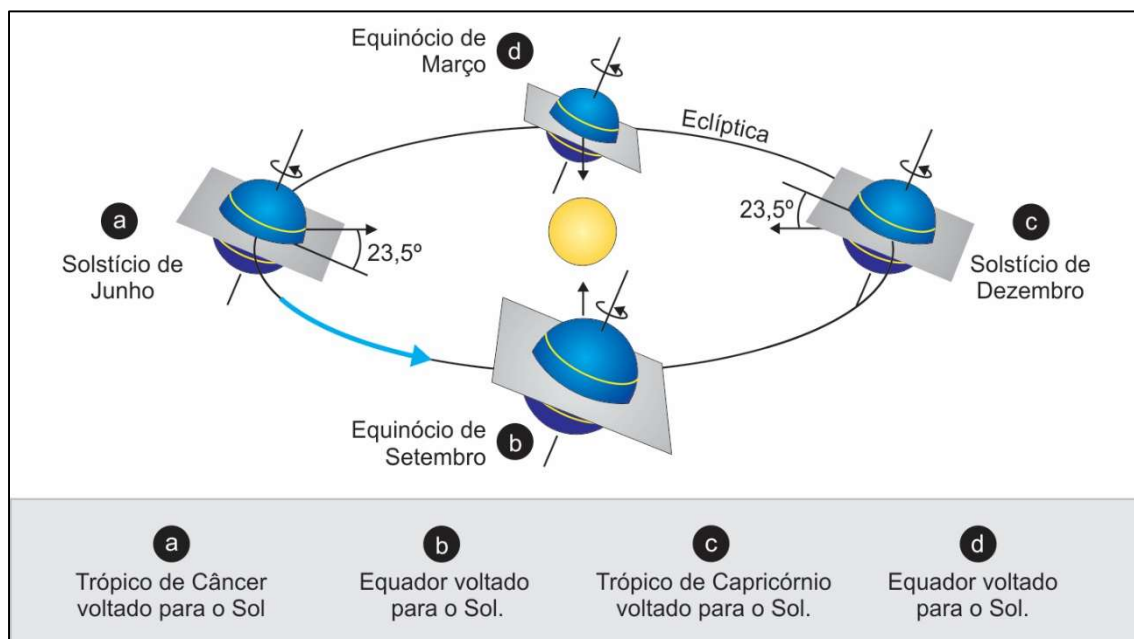 Equinócio de
Março
d
Eclíptica
a
Solstício de
Junho
23,5º
23,5º
c
Solstício de
Dezembro
Equinócio de
Setembro
b
a
Trópico de Câncer
voltado para o Sol
b
Equador voltado
para o Sol.
c
Trópico de Capricórnio
voltado para o Sol.
d
Equador voltado
para o Sol.